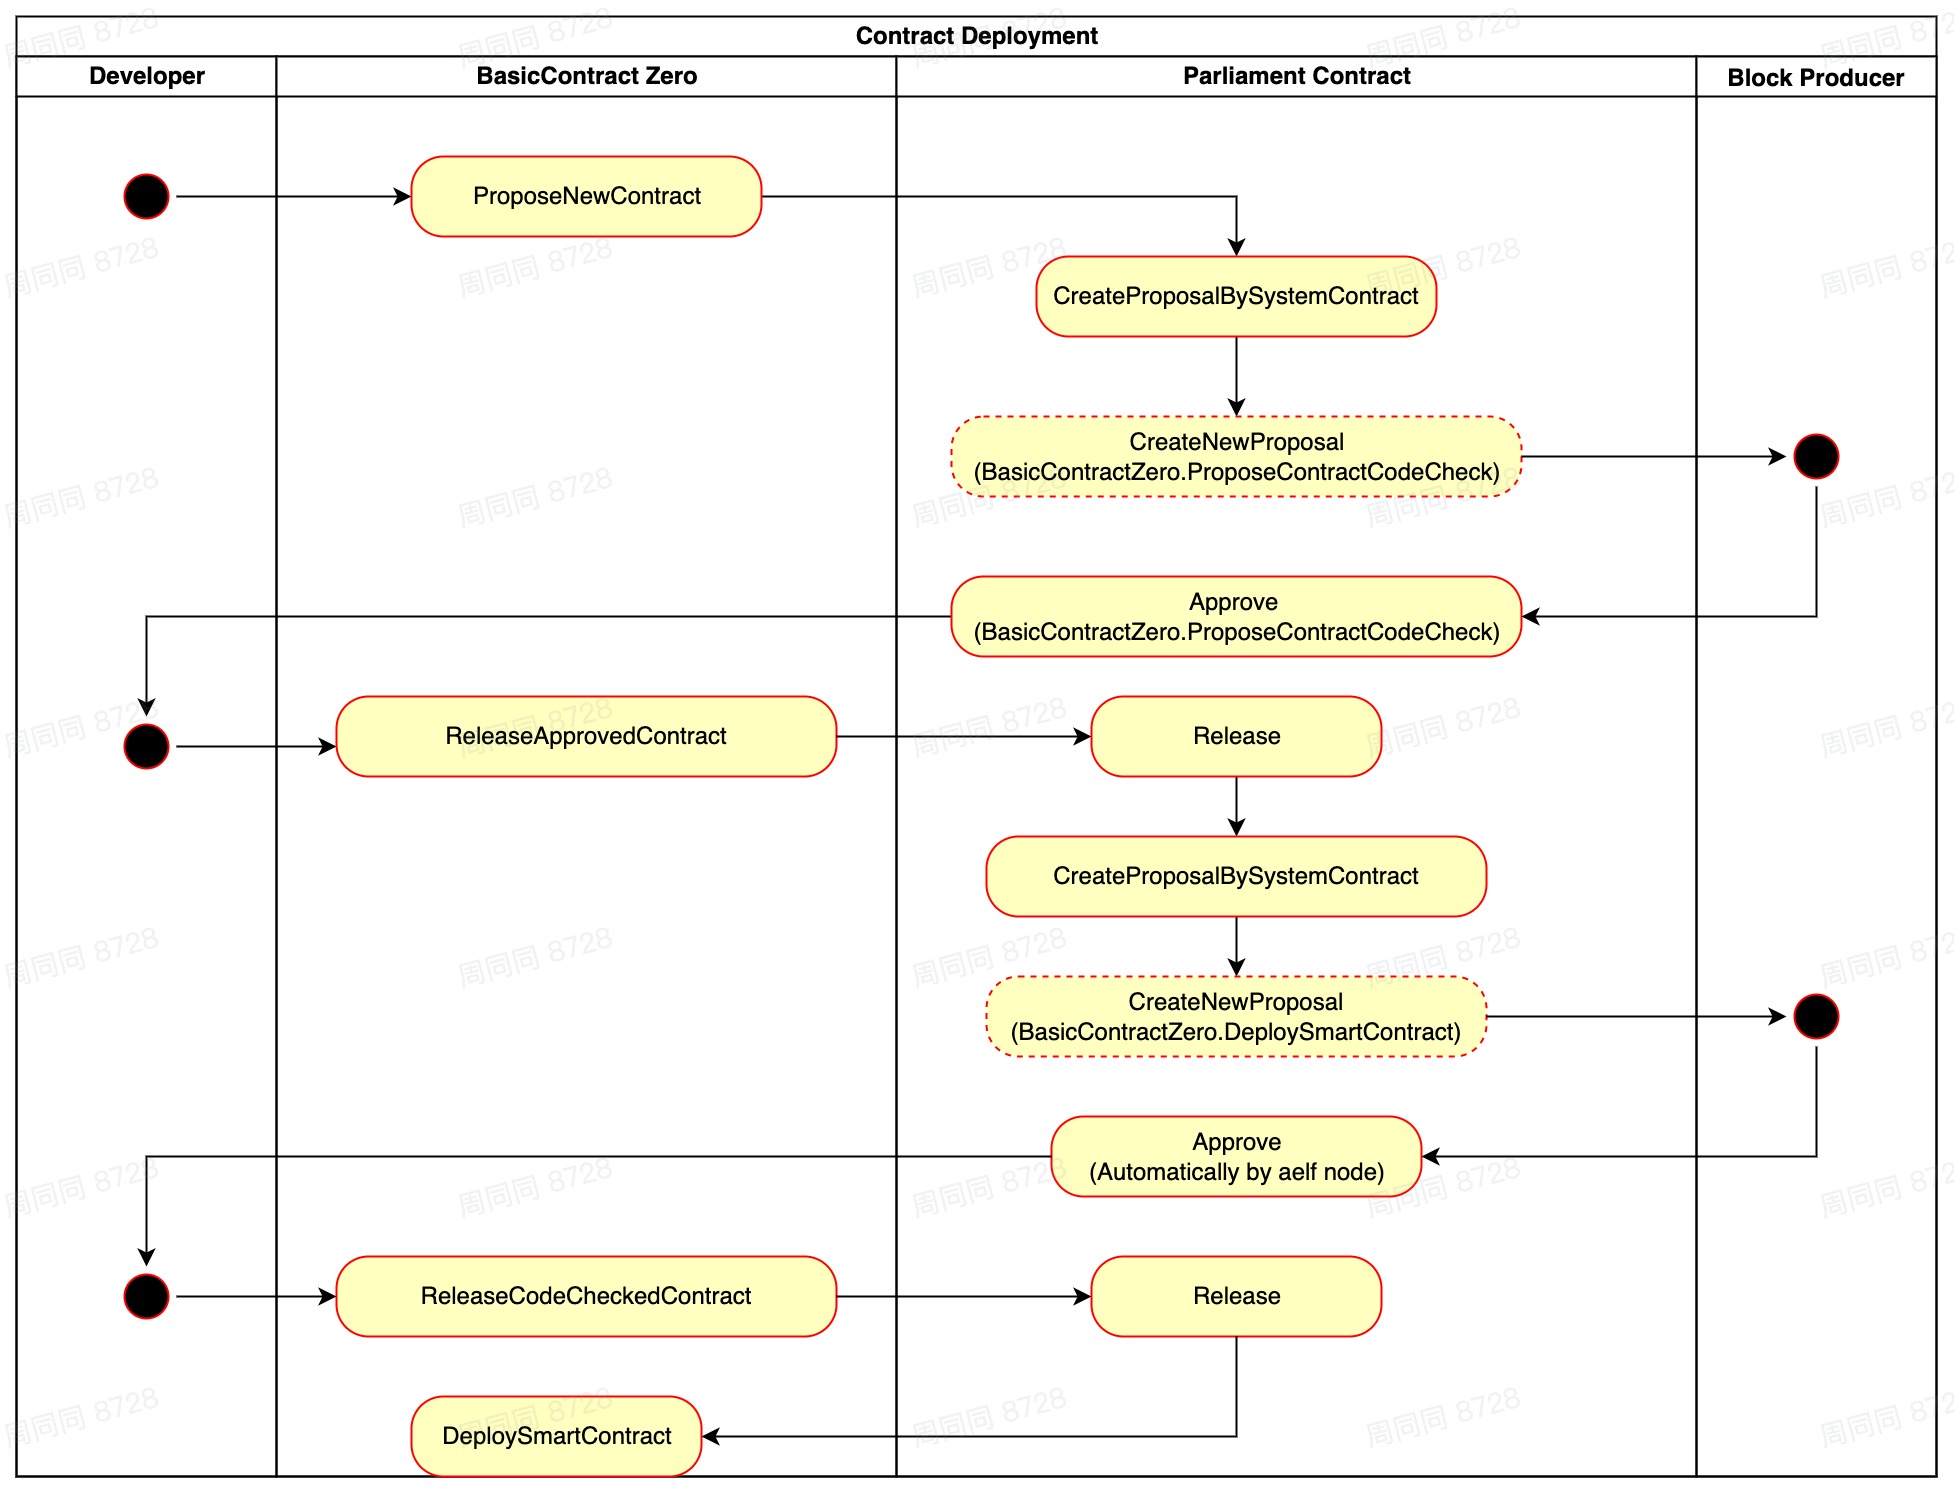 Contract Deployment
Developer
BasicContract Zero
Parliament Contract
Block Producer
ProposeNewContract
CreateProposalBySystemContract
CreateNewProposal
(BasicContractZero.ProposeContractCodeCheck)
Approve
(BasicContractZero.ProposeContractCodeCheck)
ReleaseApprovedContract
Release
CreateProposalBySystemContract
CreateNewProposal
(BasicContractZero.DeploySmartContract)
Approve
(Automatically by aelf node)
ReleaseCodeCheckedContract
Release
DeploySmartContract
周同同 8728